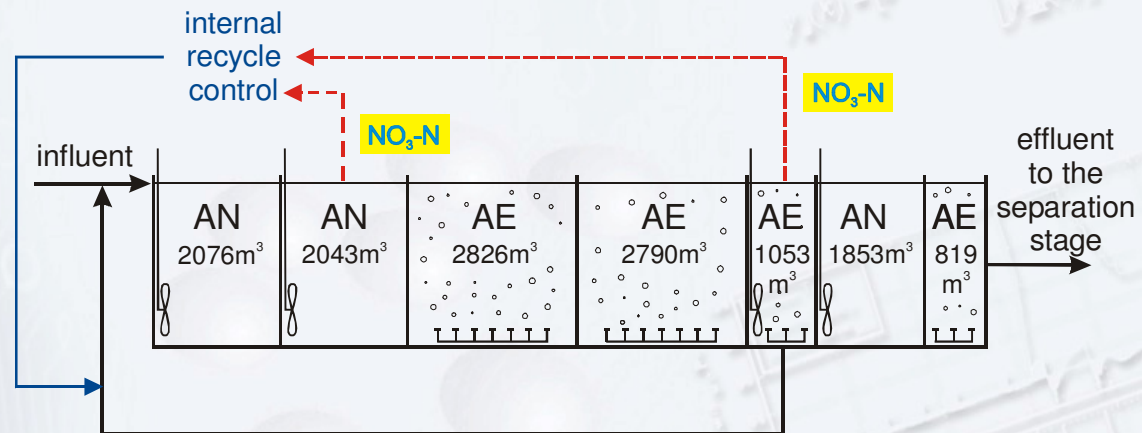 internal
recycle
control
NO₃-N
NO₃-N
influent
effluent
to the
separation
stage
AN
2076m³
AN
2043m³
AE
2826m³
AE
2790m³
AE
1053
m³
AN
1853m³
AE
819
m³